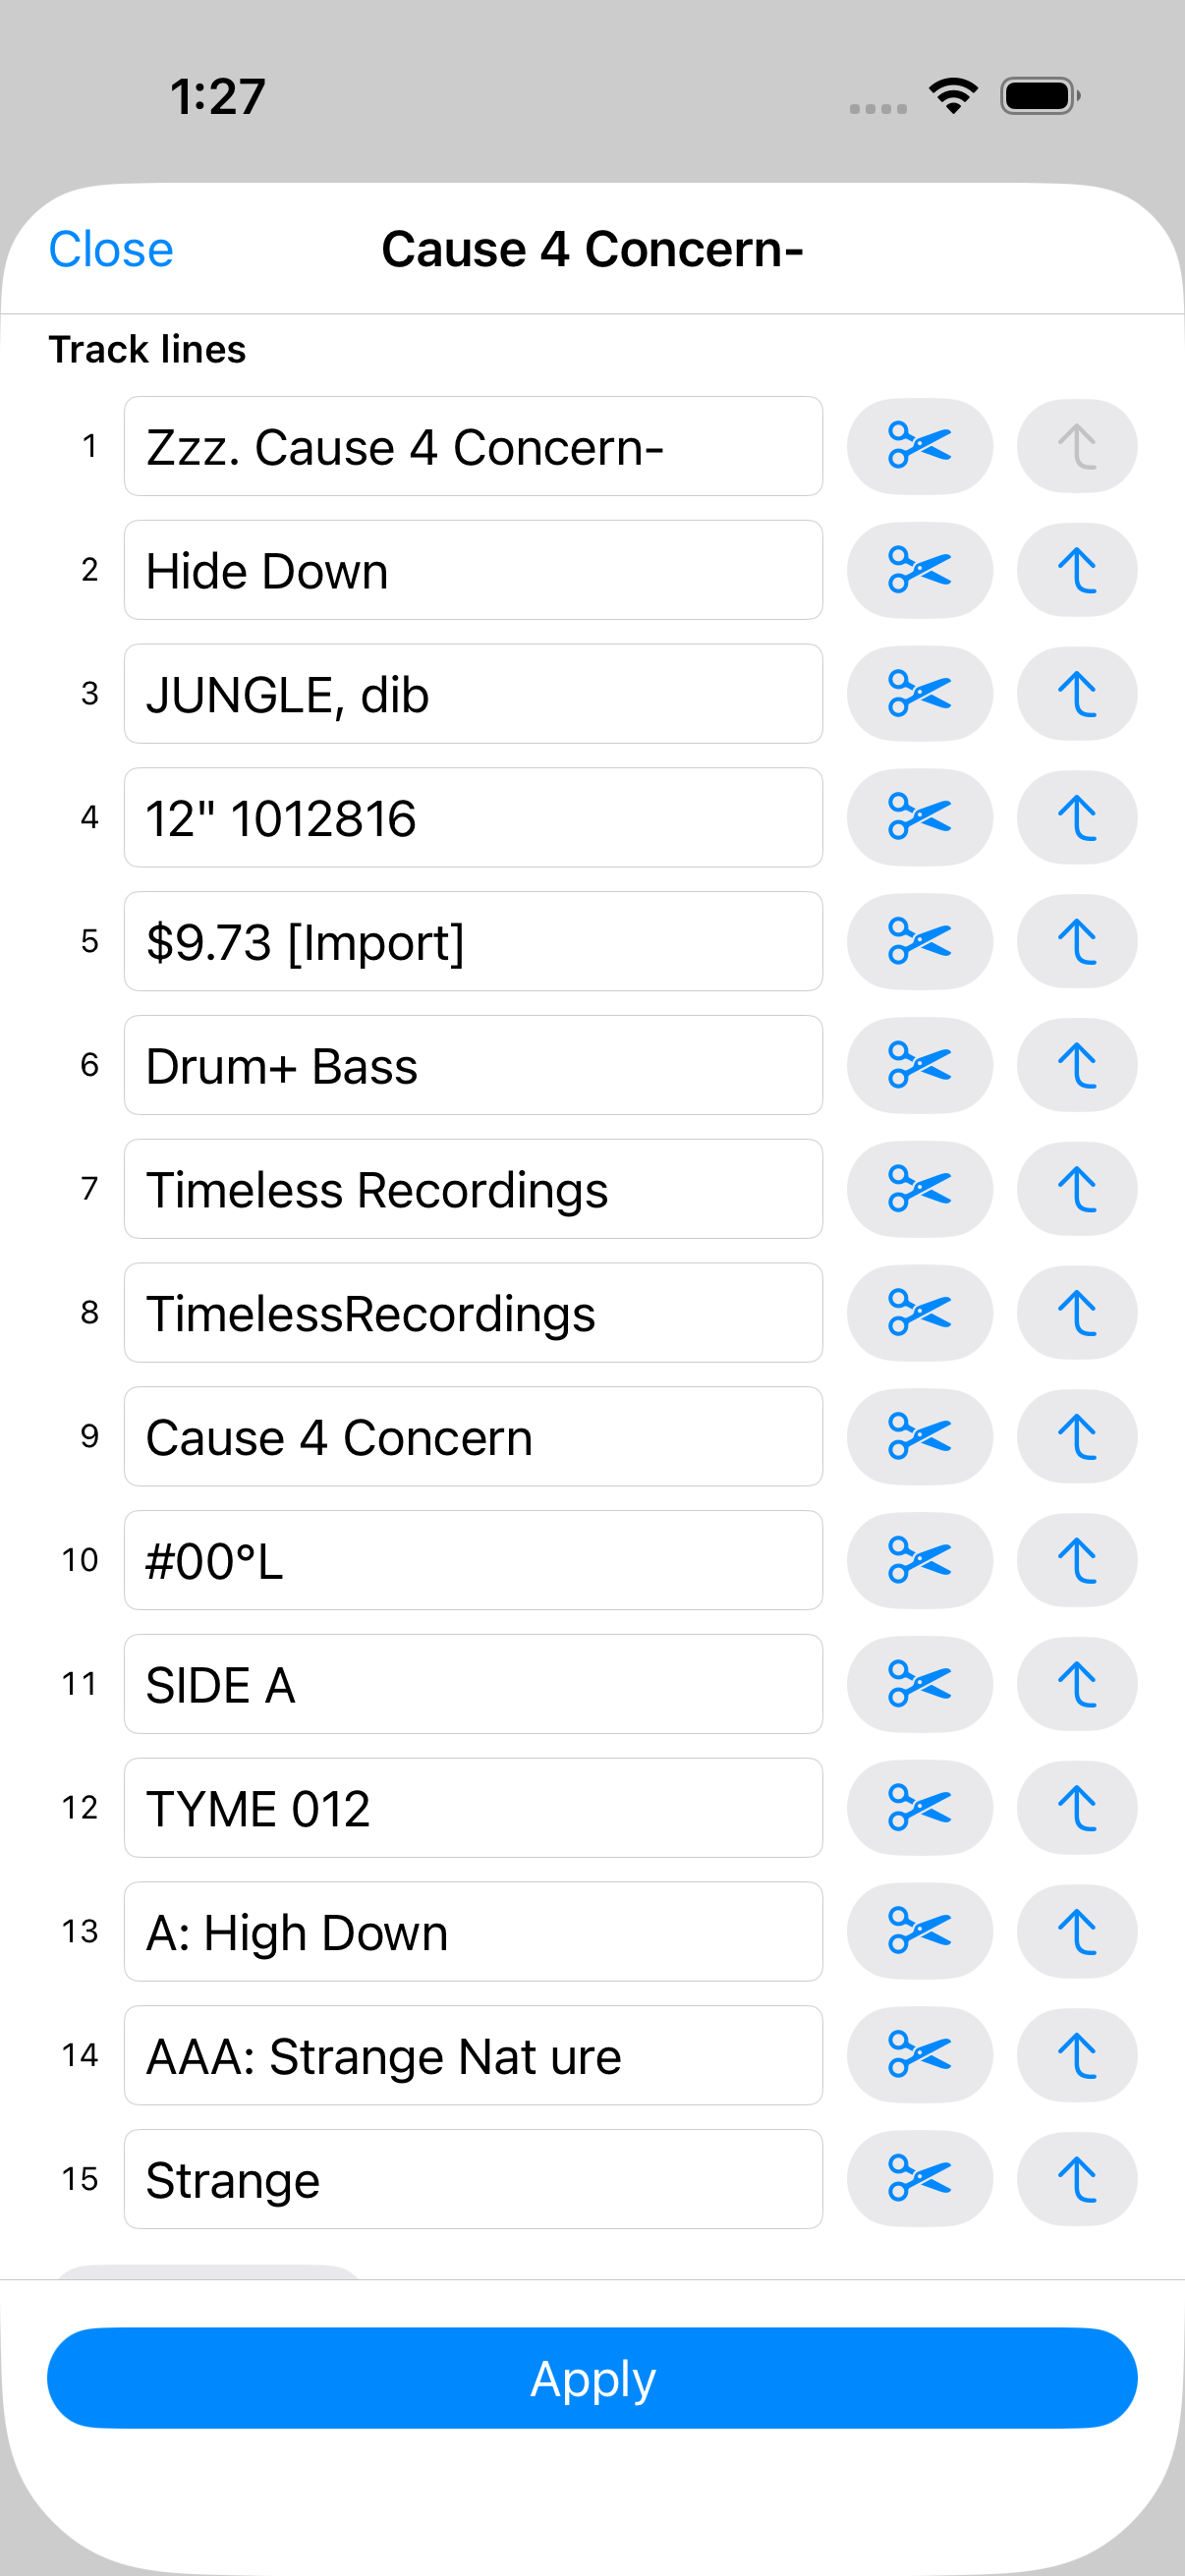 1:27
Close Cause 4 Concern-
Track lines
1 Zzz. Cause 4 Concern-
2 Hide Down
3 JUNGLE, dib
4 12" 1012816
5 $9.73 [Import]
6 Drum+ Bass
7 Timeless Recordings
8 TimelessRecordings
9 Cause 4 Concern
10 #00°L
11 SIDE A
12 TYME 012
13 A: High Down
14 AAA: Strange Nat ure
15 Strange
Apply